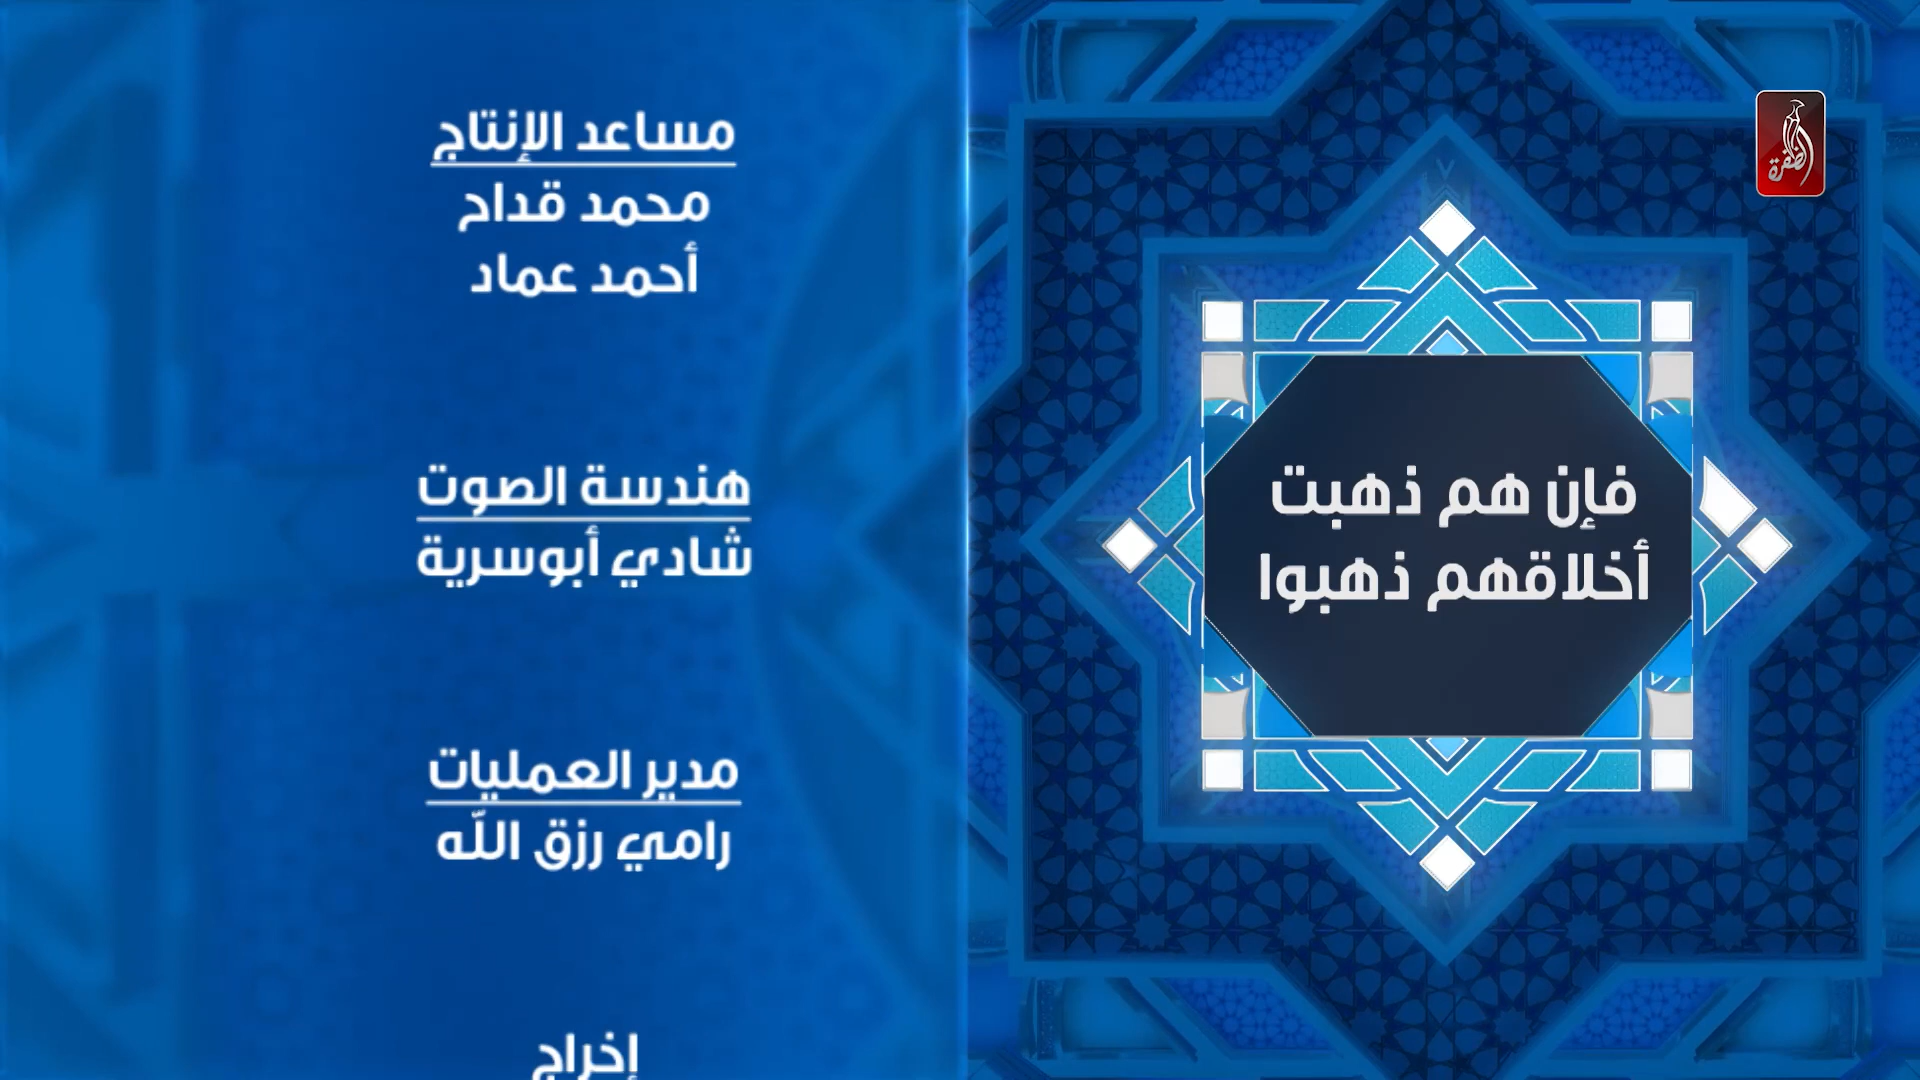 مساعد الإنتاج
محمد قداح
أحمد عماد
هندسة الصوت
شادي أبوسرية
مدير العمليات
رامي رزق الله
إخراج
الظفرة
فإن هم ذهبت
أخلاقهم ذهبوا